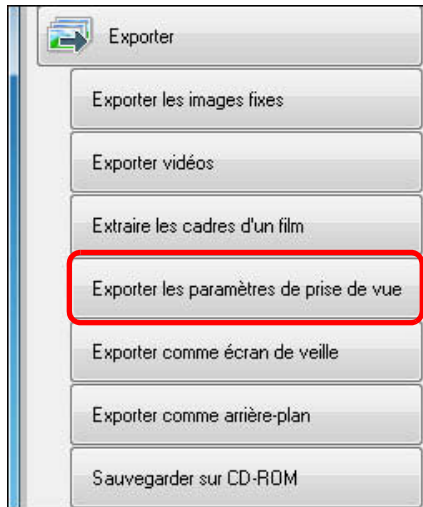 Exporter
Exporter les images fixes
Exporter vidéos
Extraire les cadres d'un film
Exporter les paramètres de prise de vue
Exporter comme écran de veille
Exporter comme arrière-plan
Sauvegarder sur CD-ROM